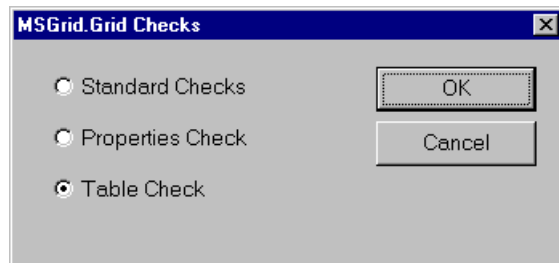 MSGrid.Grid Checks
Standard Checks
OK
Properties Check
Cancel
Table Check